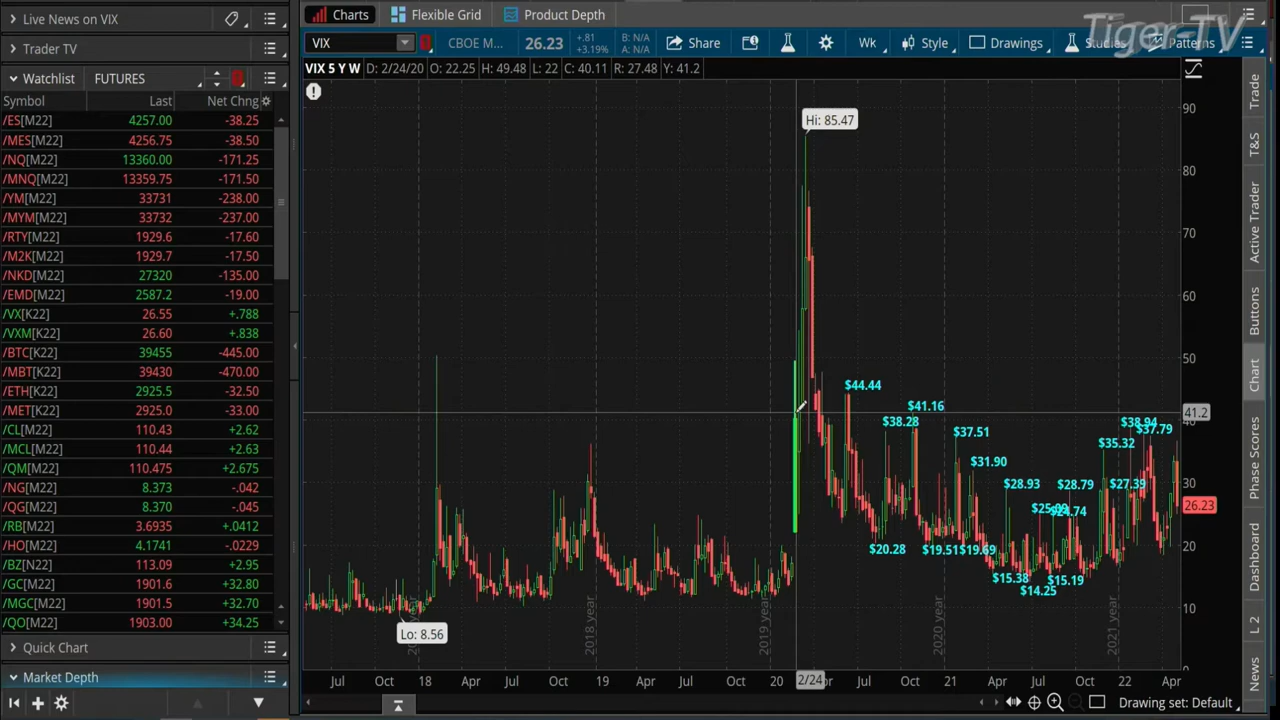 Live News on VIX
Trader TV
Watchlist FUTURES
Symbol Last Net Chng
/ES[M22] 4257.00 -38.25
/MES[M22] 4256.75 -38.50
/NQ[M22] 13360.00 -171.25
/MNQ[M22] 13359.75 -171.50
/YM[M22] 33731 -238.00
/MYM[M22] 33732 -237.00
/RTY[M22] 1929.6 -17.60
/M2K[M22] 1929.7 -17.50
/NKD[M22] 27320 -135.00
/EMD[M22] 2587.2 -19.00
/VX[K22] 26.55 +.788
/VXM[K22] 26.60 +.838
/BTC[K22] 39455 -445.00
/MBT[K22] 39430 -470.00
/ETH[K22] 2925.5 -32.50
/MET[K22] 2925.0 -33.00
/CL[M22] 110.43 +2.62
/MCL[M22] 110.44 +2.63
/QM[M22] 110.475 +2.675
/NG[M22] 8.373 -.042
/QG[M22] 8.370 -.045
/RB[M22] 3.6935 +.0412
/HO[M22] 4.1741 -.0229
/BZ[N22] 113.09 +2.95
/GC[M22] 1901.6 +32.80
/MGC[M22] 1901.5 +32.70
/QO[M22] 1903.00 +34.25
Quick Chart
Market Depth
Charts Flexible Grid Product Depth
Tiger-TV
VIX CBOE M... 26.23 +.81 +3.19% B: N/A A: N/A Share Wk Style Drawings Studies Patterns
VIX 5 Y W D: 2/24/20 O: 22.25 H: 49.48 L: 22 C: 40.11 R: 27.48 Y: 41.2
Hi: 85.47
$44.44
$41.16
$38.28
$37.51
$31.90
$28.93
$28.79
$35.32
$38.94
$37.79
$27.39
$24.74
$20.28
$19.51
$19.69
$15.38
$14.25
$15.19
Lo: 8.56
2018 year
2019 year
2020 year
2021 year
90
80
70
60
50
41.2
40
30
26.23
20
10
0
Jul Oct 18 Apr Jul Oct 19 Apr Jul Oct 20 2/24 Jul Oct 21 Apr Jul Oct 22 Apr
Drawing set: Default
Trade
T&S
Active Trader
Buttons
Chart
Phase Scores
Dashboard
L 2
News